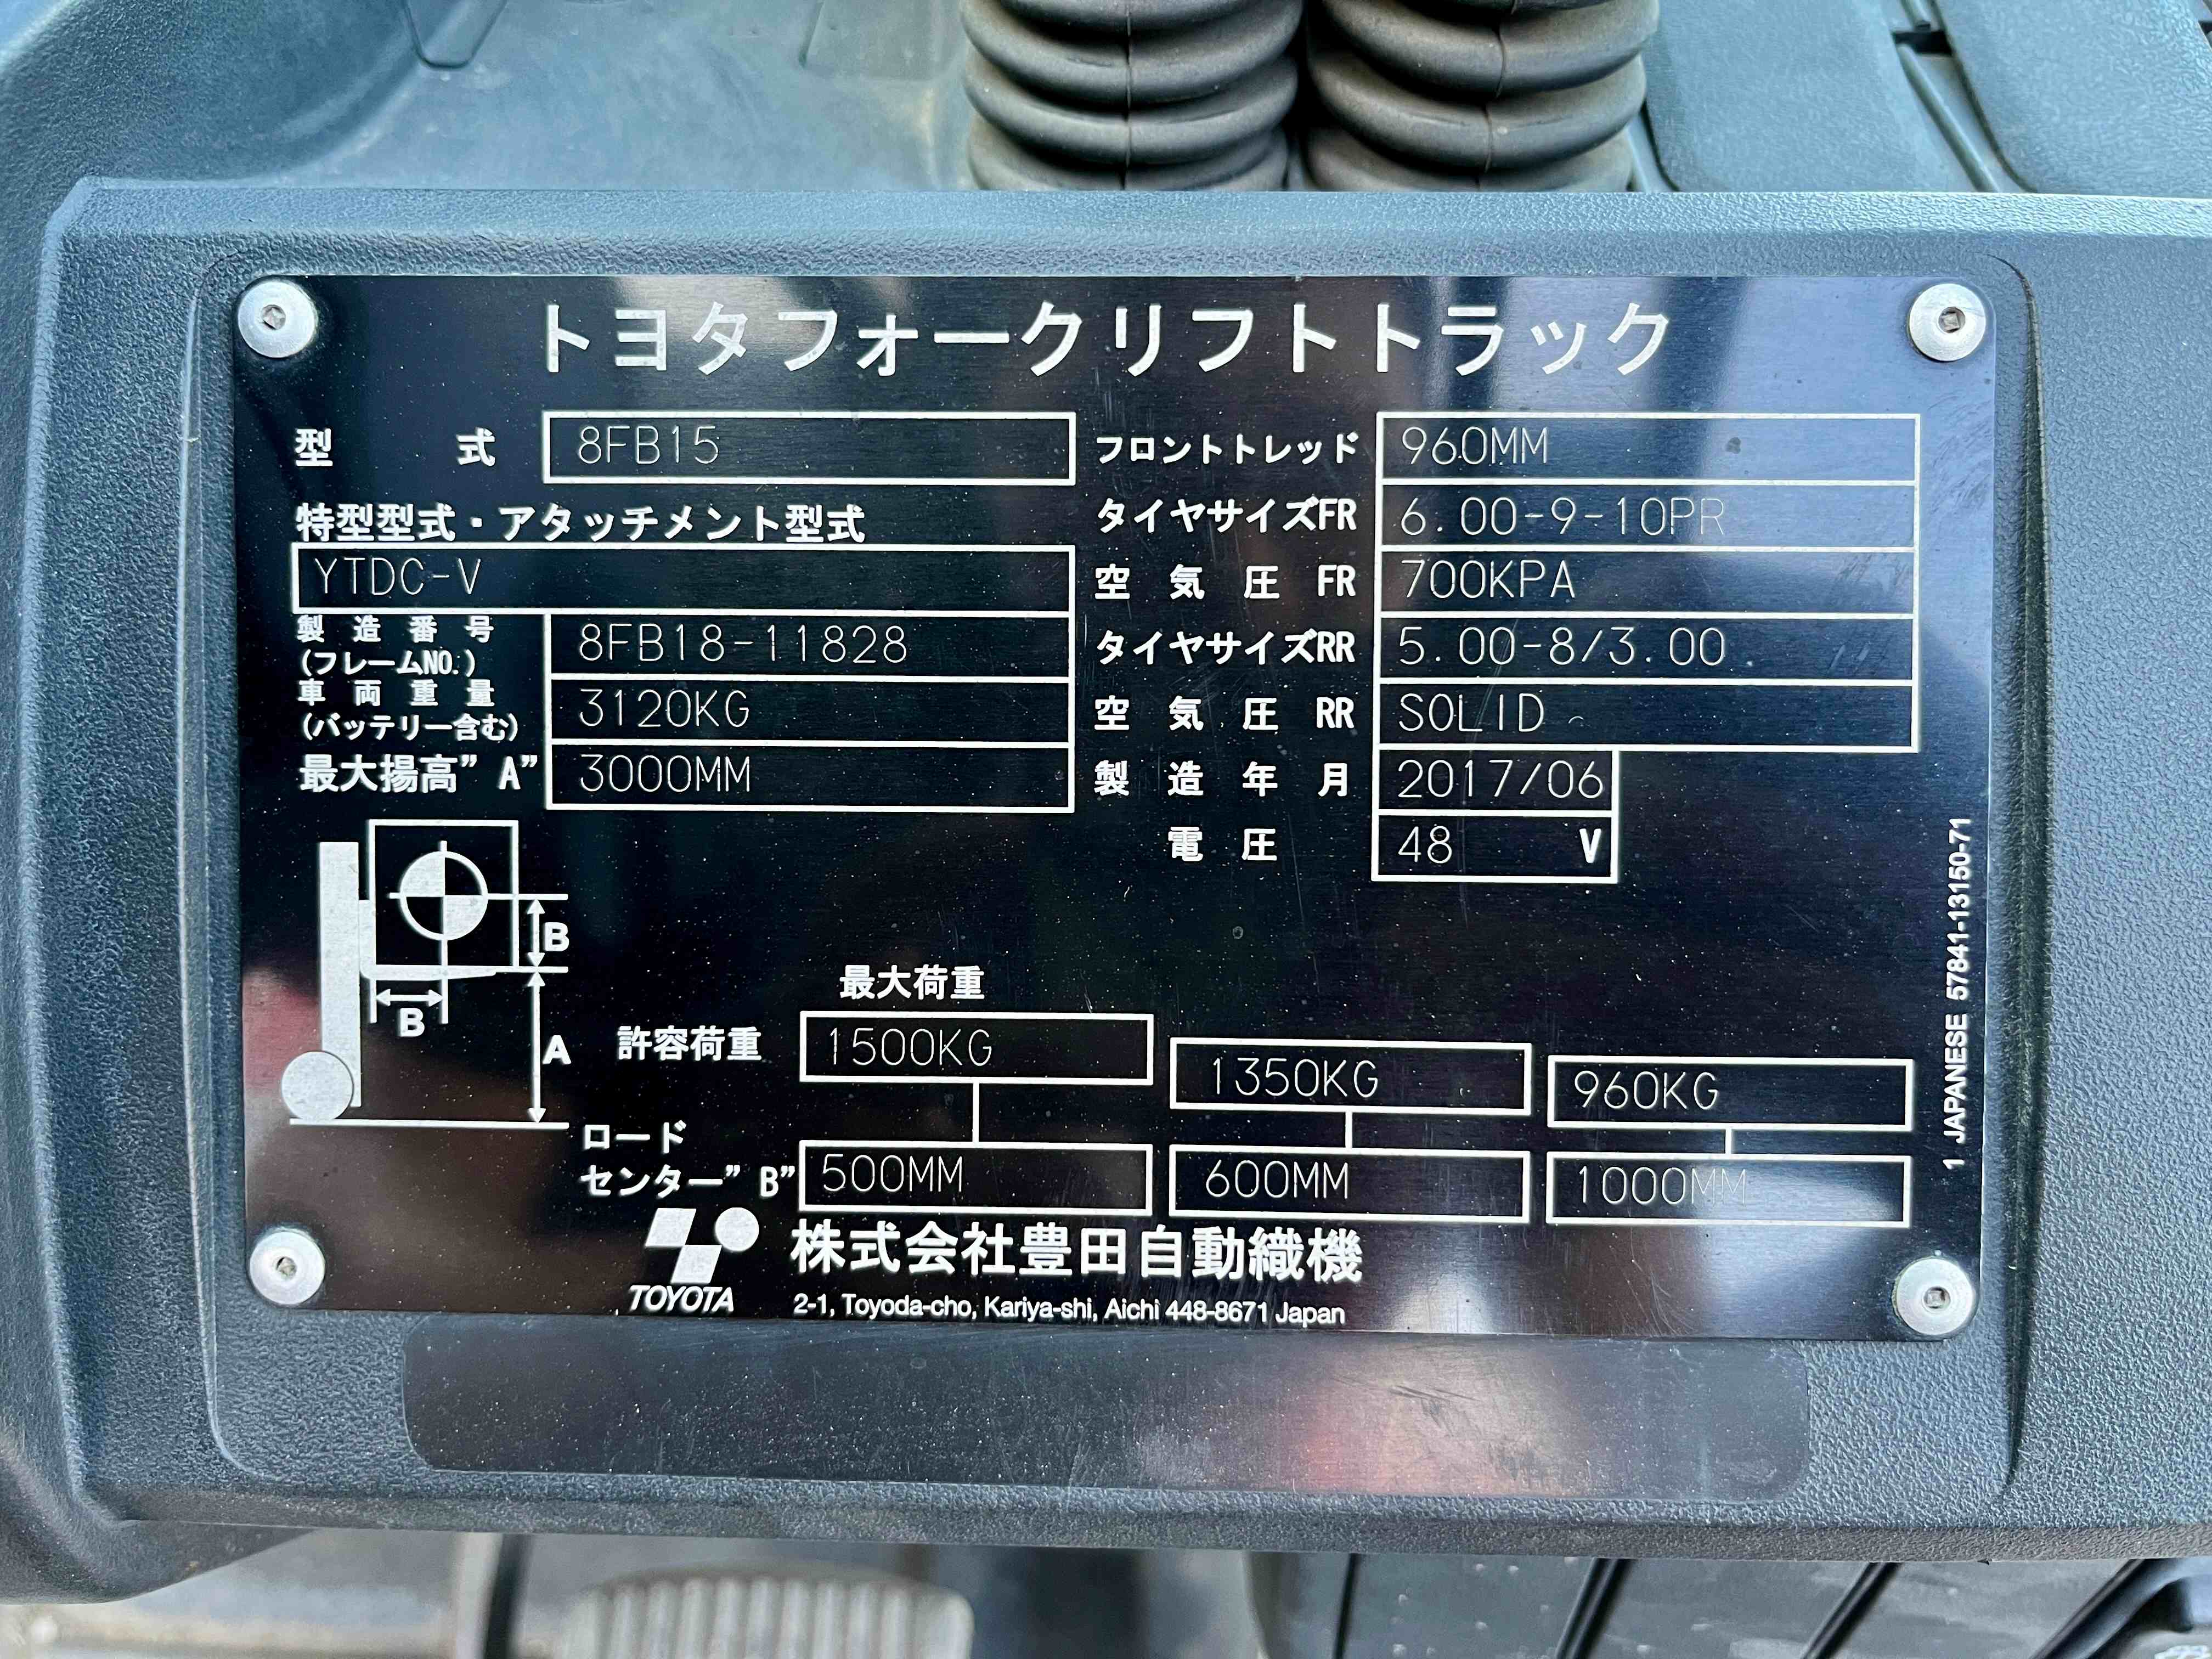 トヨタフォークリフトトラック
型式 8FB15
特型型式・アタッチメント型式
YTDC-V
製造番号
(フレームNO.)
8FB18-11828
車両重量
(バッテリー含む)
3120KG
最大揚高"A" 3000MM
フロントトレッド 960MM
タイヤサイズFR 6.00-9-10PR
空気圧 FR 700KPA
タイヤサイズRR 5.00-8/3.00
空気圧 RR SOLID
製造年月 2017/06
電圧 48 V
B
B
A
最大荷重
許容荷重 1500KG 1350KG 960KG
ロード
センター"B" 500MM 600MM 1000MM
TOYOTA
株式会社豊田自動織機
2-1, Toyoda-cho, Kariya-shi, Aichi 448-8671 Japan
1 JAPANESE 57841-13150-71